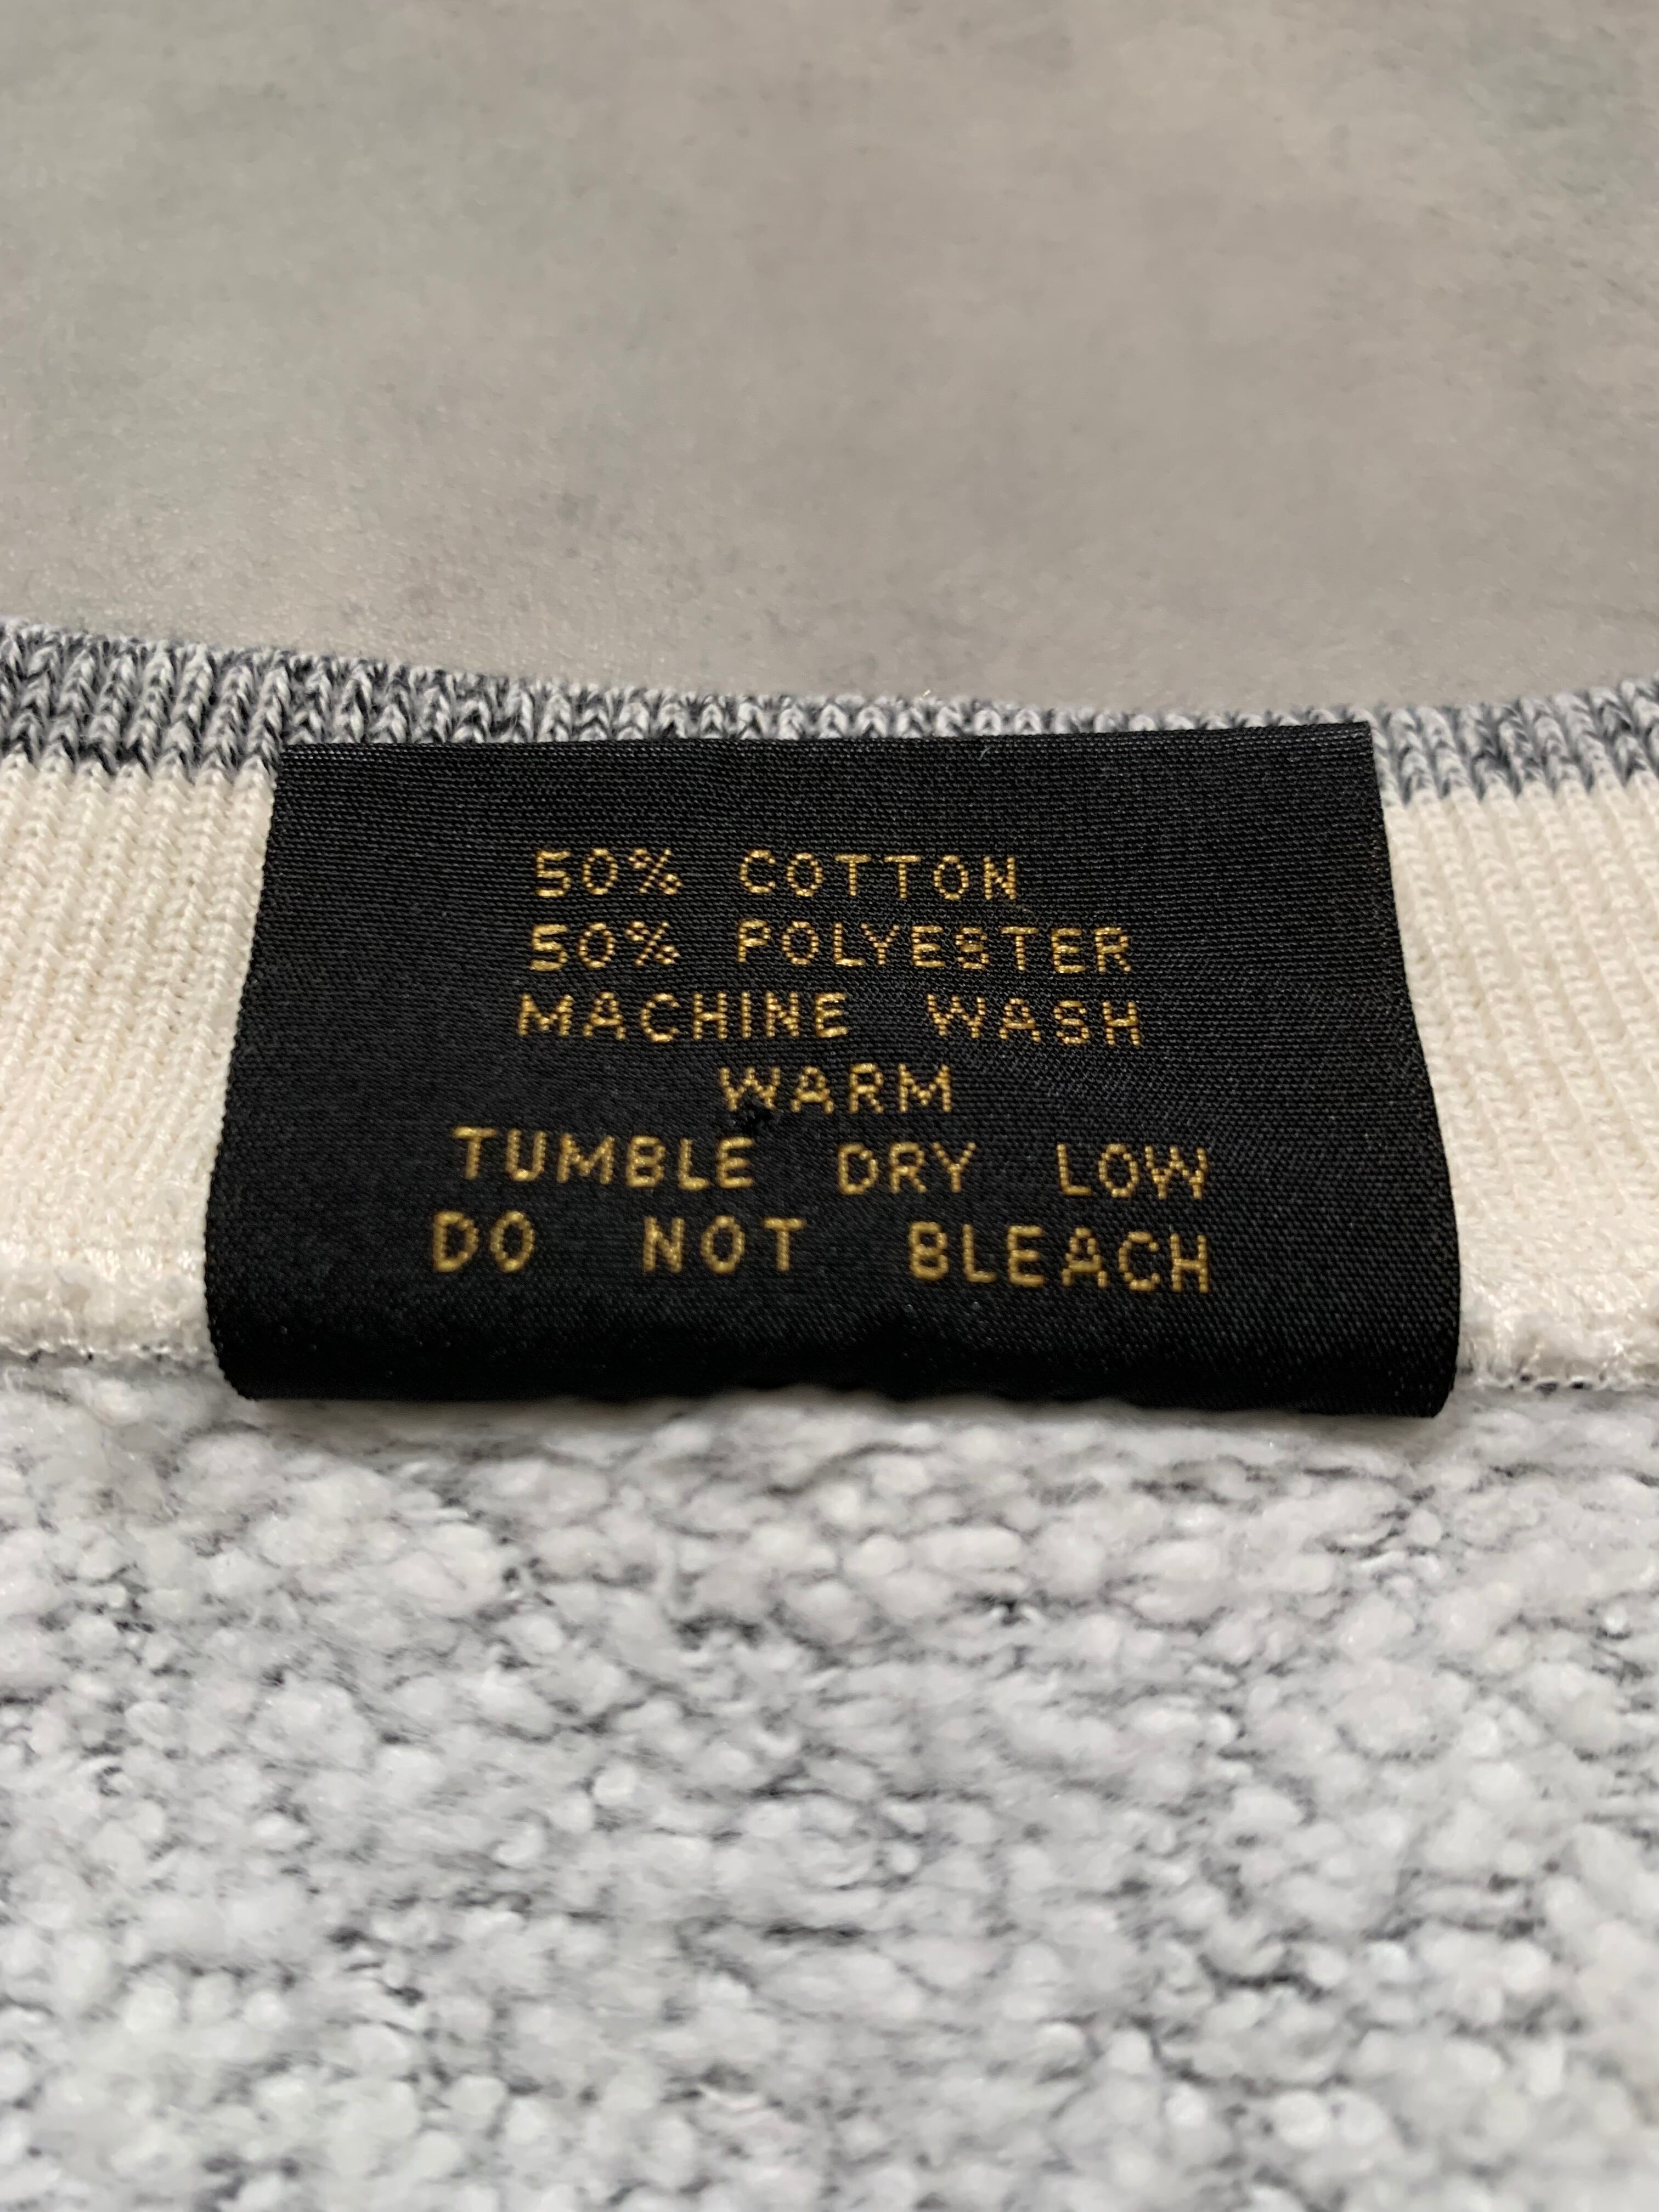 50% COTTON
50% POLYESTER
MACHINE WASH
WARM
TUMBLE DRY LOW
DO NOT BLEACH